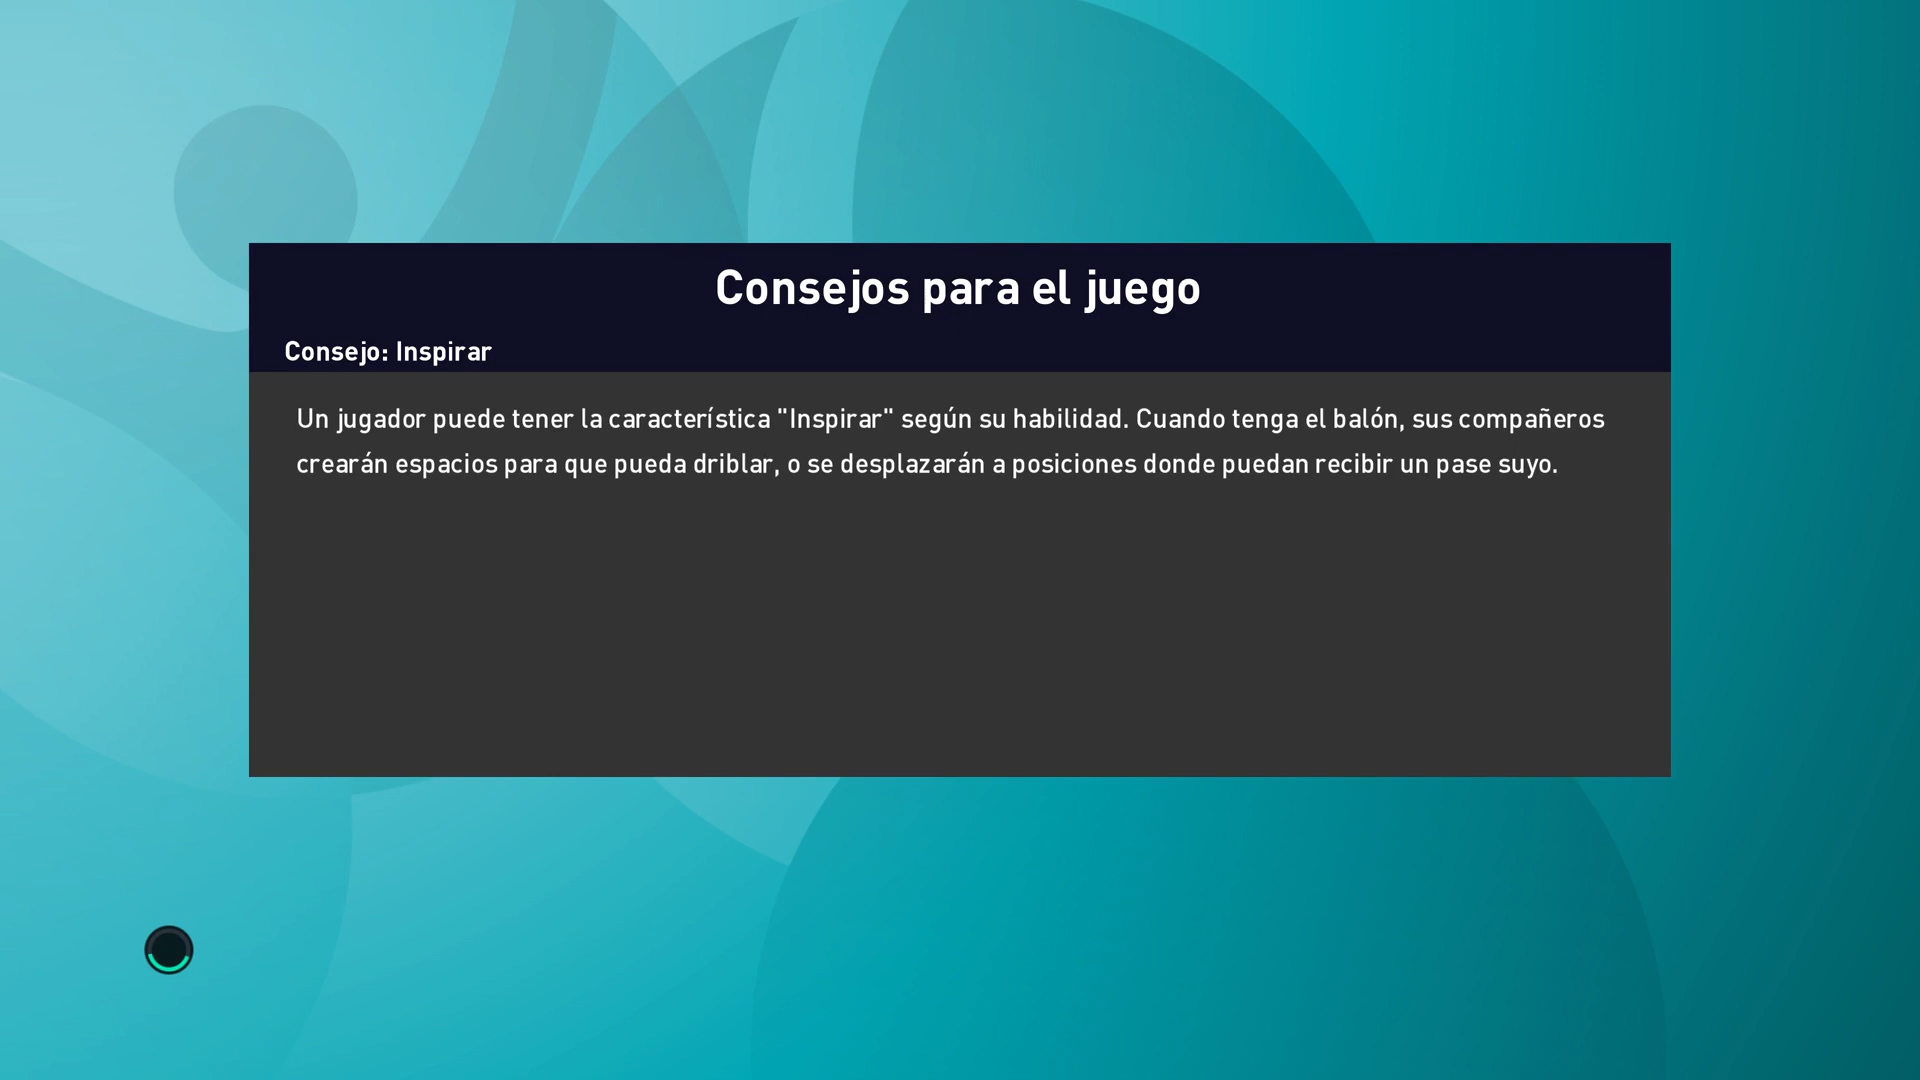 Consejos para el juego
Consejo: Inspirar
Un jugador puede tener la característica "Inspirar" según su habilidad. Cuando tenga el balón, sus compañeros
crearán espacios para que pueda driblar, o se desplazarán a posiciones donde puedan recibir un pase suyo.